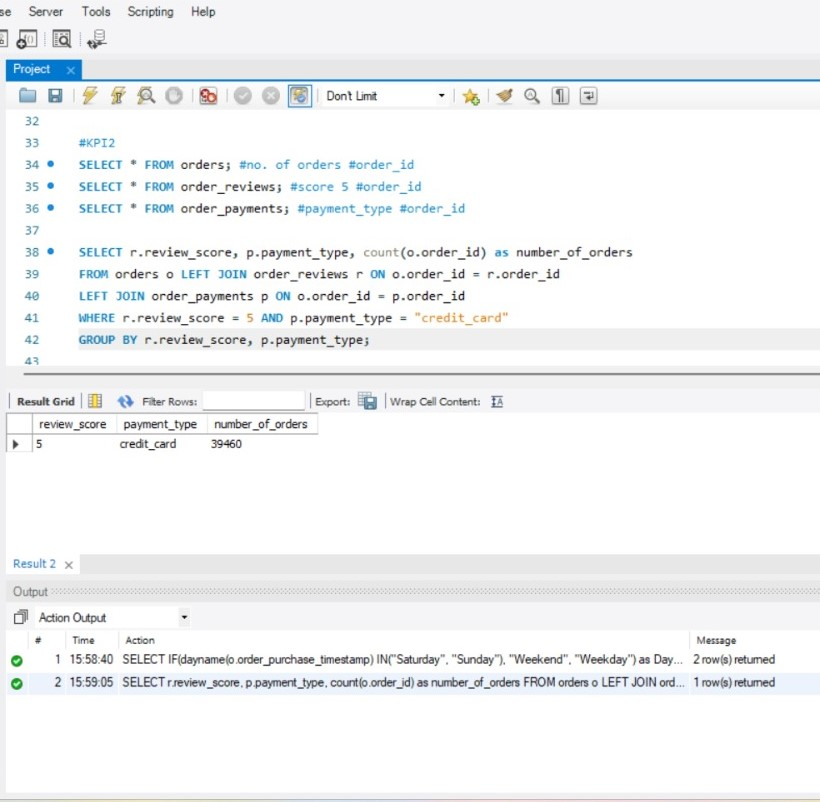 se Server Tools Scripting Help
Project
Don't Limit
32
33 #KPI2
34 SELECT * FROM orders; #no. of orders #order_id
35 SELECT * FROM order_reviews; #score 5 #order_id
36 SELECT * FROM order_payments; #payment_type #order_id
37
38 SELECT r.review_score, p.payment_type, count(o.order_id) as number_of_orders
39 FROM orders o LEFT JOIN order_reviews r ON o.order_id = r.order_id
40 LEFT JOIN order_payments p ON o.order_id = p.order_id
41 WHERE r.review_score = 5 AND p.payment_type = "credit_card"
42 GROUP BY r.review_score, p.payment_type;
43
Result Grid Filter Rows: Export: Wrap Cell Content: IA
review_score payment_type number_of_orders
5 credit_card 39460
Result 2
Output
Action Output
# Time Action Message
1 15:58:40 SELECT IF(dayname(o.order_purchase_timestamp) IN("Saturday", "Sunday"), "Weekend", "Weekday") as Day... 2 row(s) returned
2 15:59:05 SELECT r.review_score, p.payment_type, count(o.order_id) as number_of_orders FROM orders o LEFT JOIN ord... 1 row(s) returned